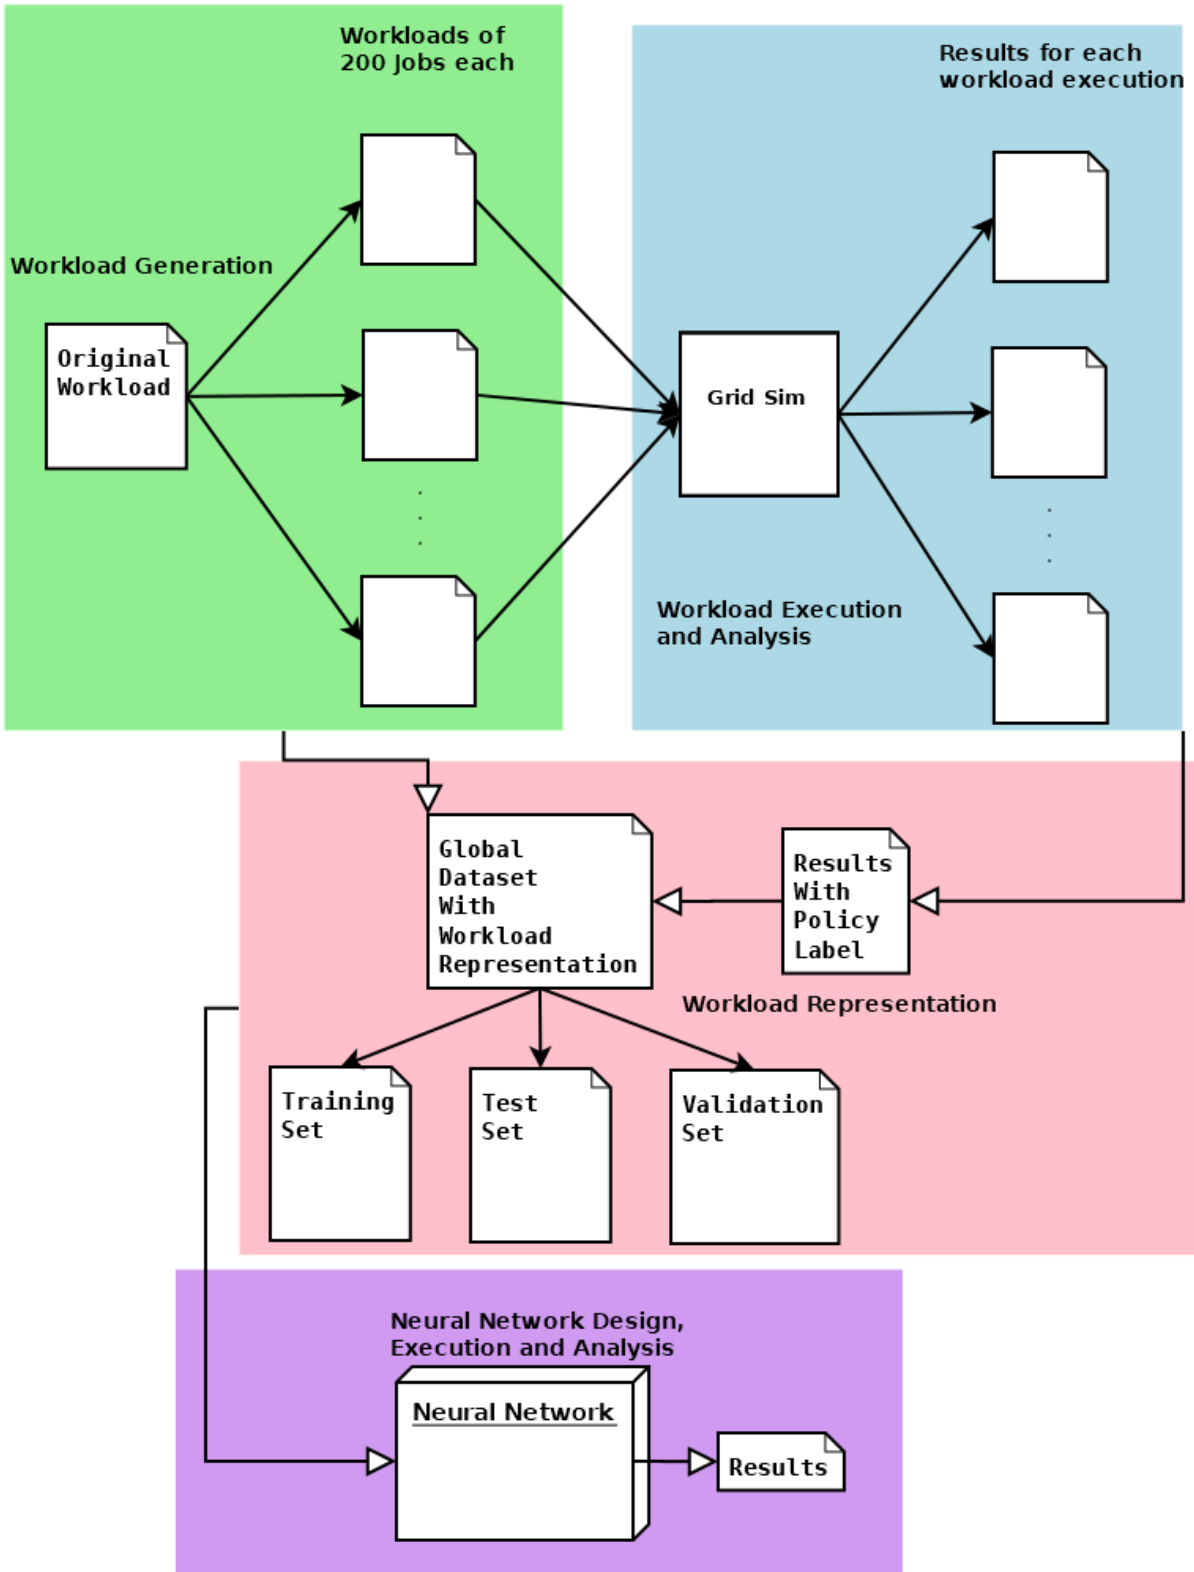 Workloads of
200 Jobs each
Workload Generation
Original
Workload
Results for each
workload execution
Grid Sim
Workload Execution
and Analysis
Global
Dataset
With
Workload
Representation
Results
With
Policy
Label
Workload Representation
Training
Set
Test
Set
Validation
Set
Neural Network Design,
Execution and Analysis
Neural Network
Results